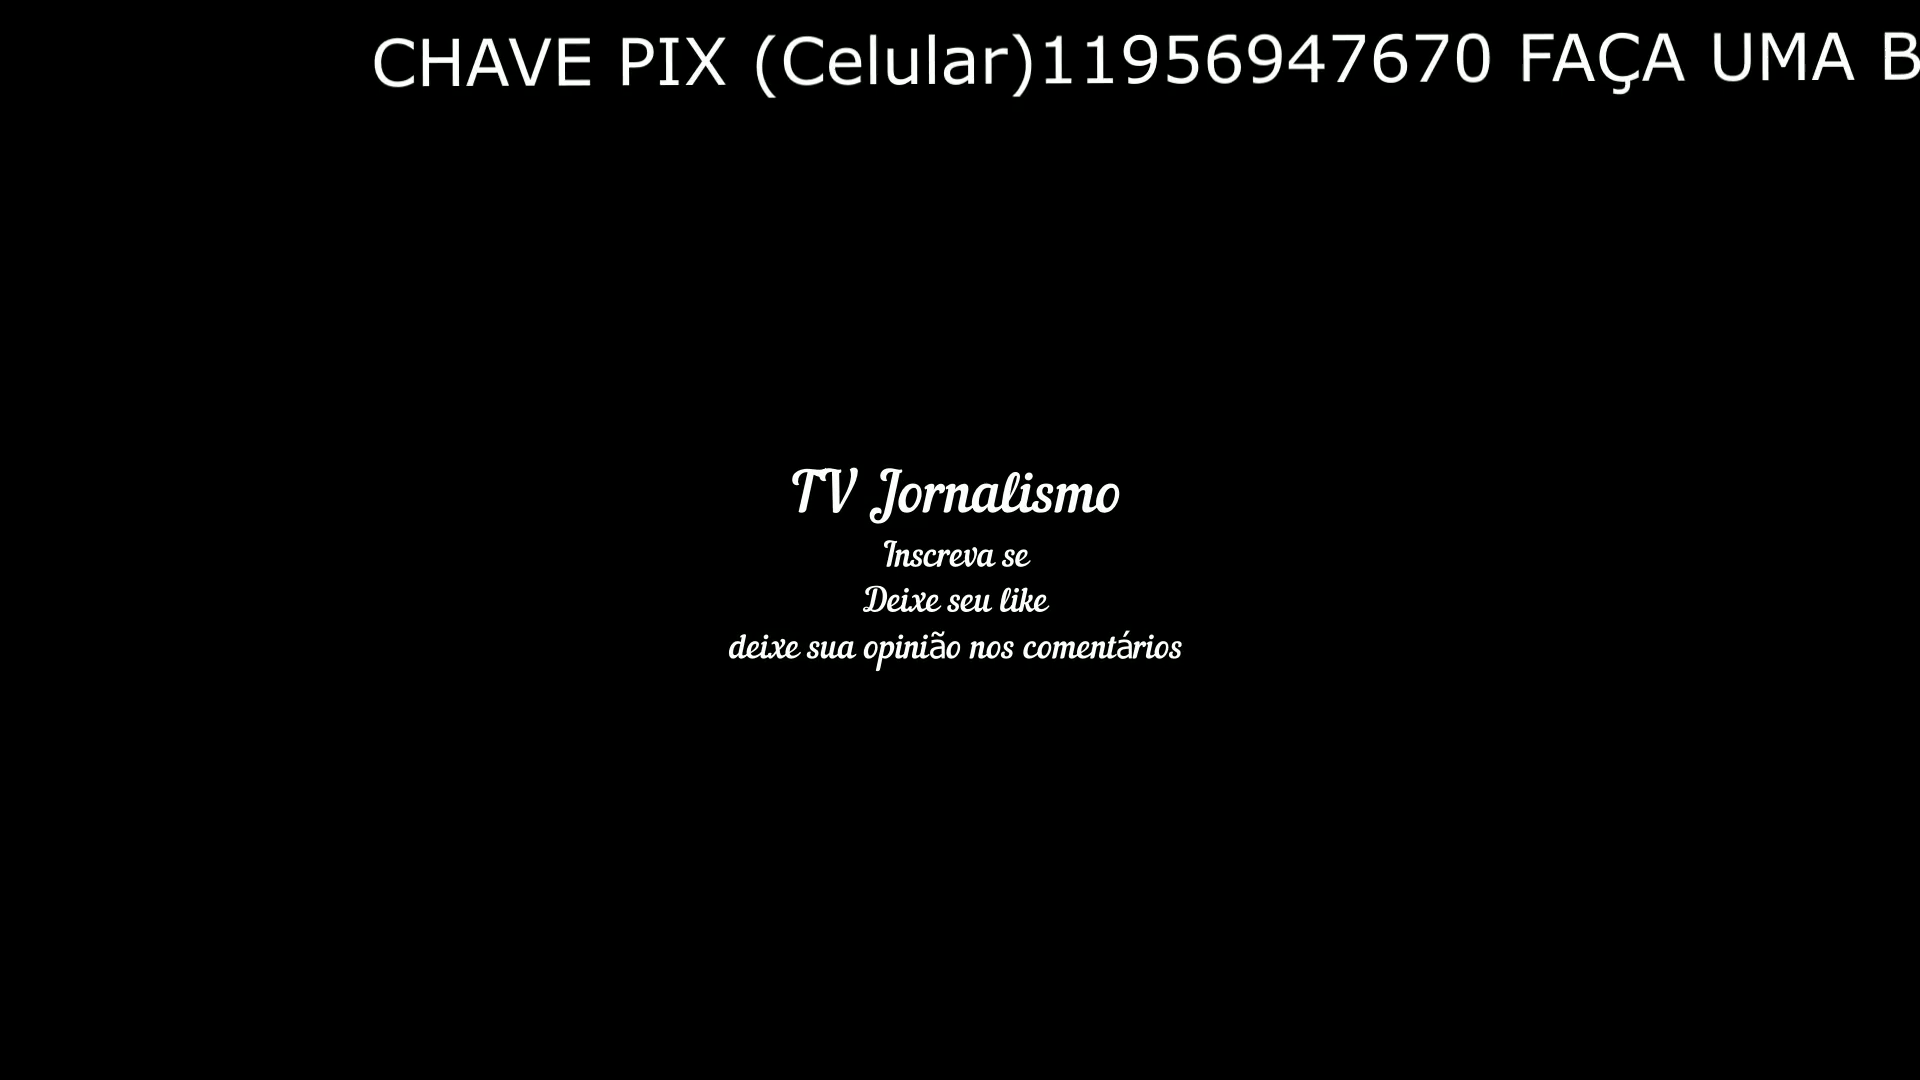 CHAVE PIX (Celular)11956947670 FAÇA UMA
TV Jornalismo
Inscreva se
Deixe seu like
deixe sua opinião nos comentários